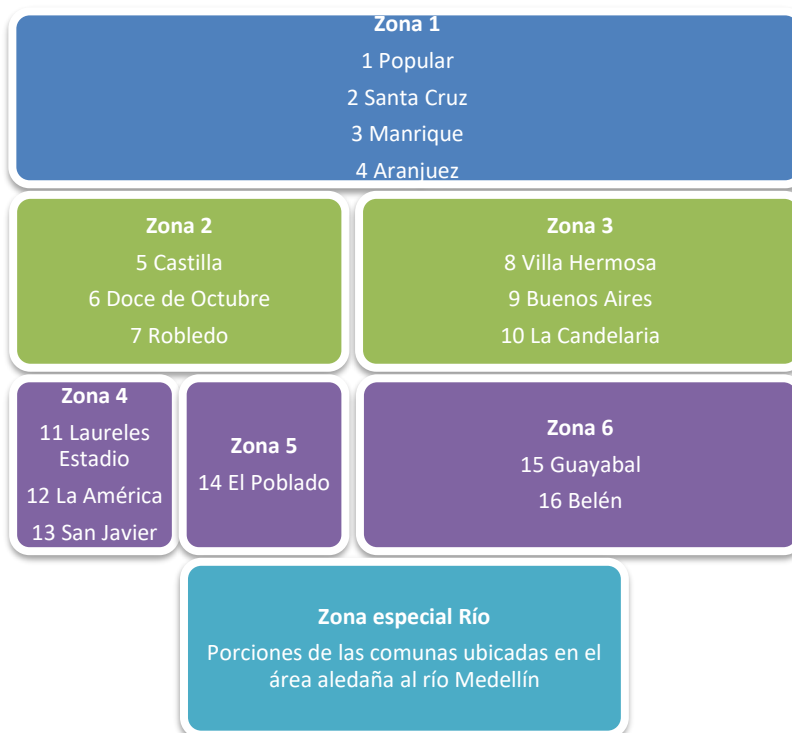 Zona 1
1 Popular
2 Santa Cruz
3 Manrique
4 Aranjuez
Zona 2
5 Castilla
6 Doce de Octubre
7 Robledo
Zona 3
8 Villa Hermosa
9 Buenos Aires
10 La Candelaria
Zona 4
11 Laureles
Estadio
12 La América
13 San Javier
Zona 5
14 El Poblado
Zona 6
15 Guayabal
16 Belén
Zona especial Río
Porciones de las comunas ubicadas en el
área aledaña al río Medellín